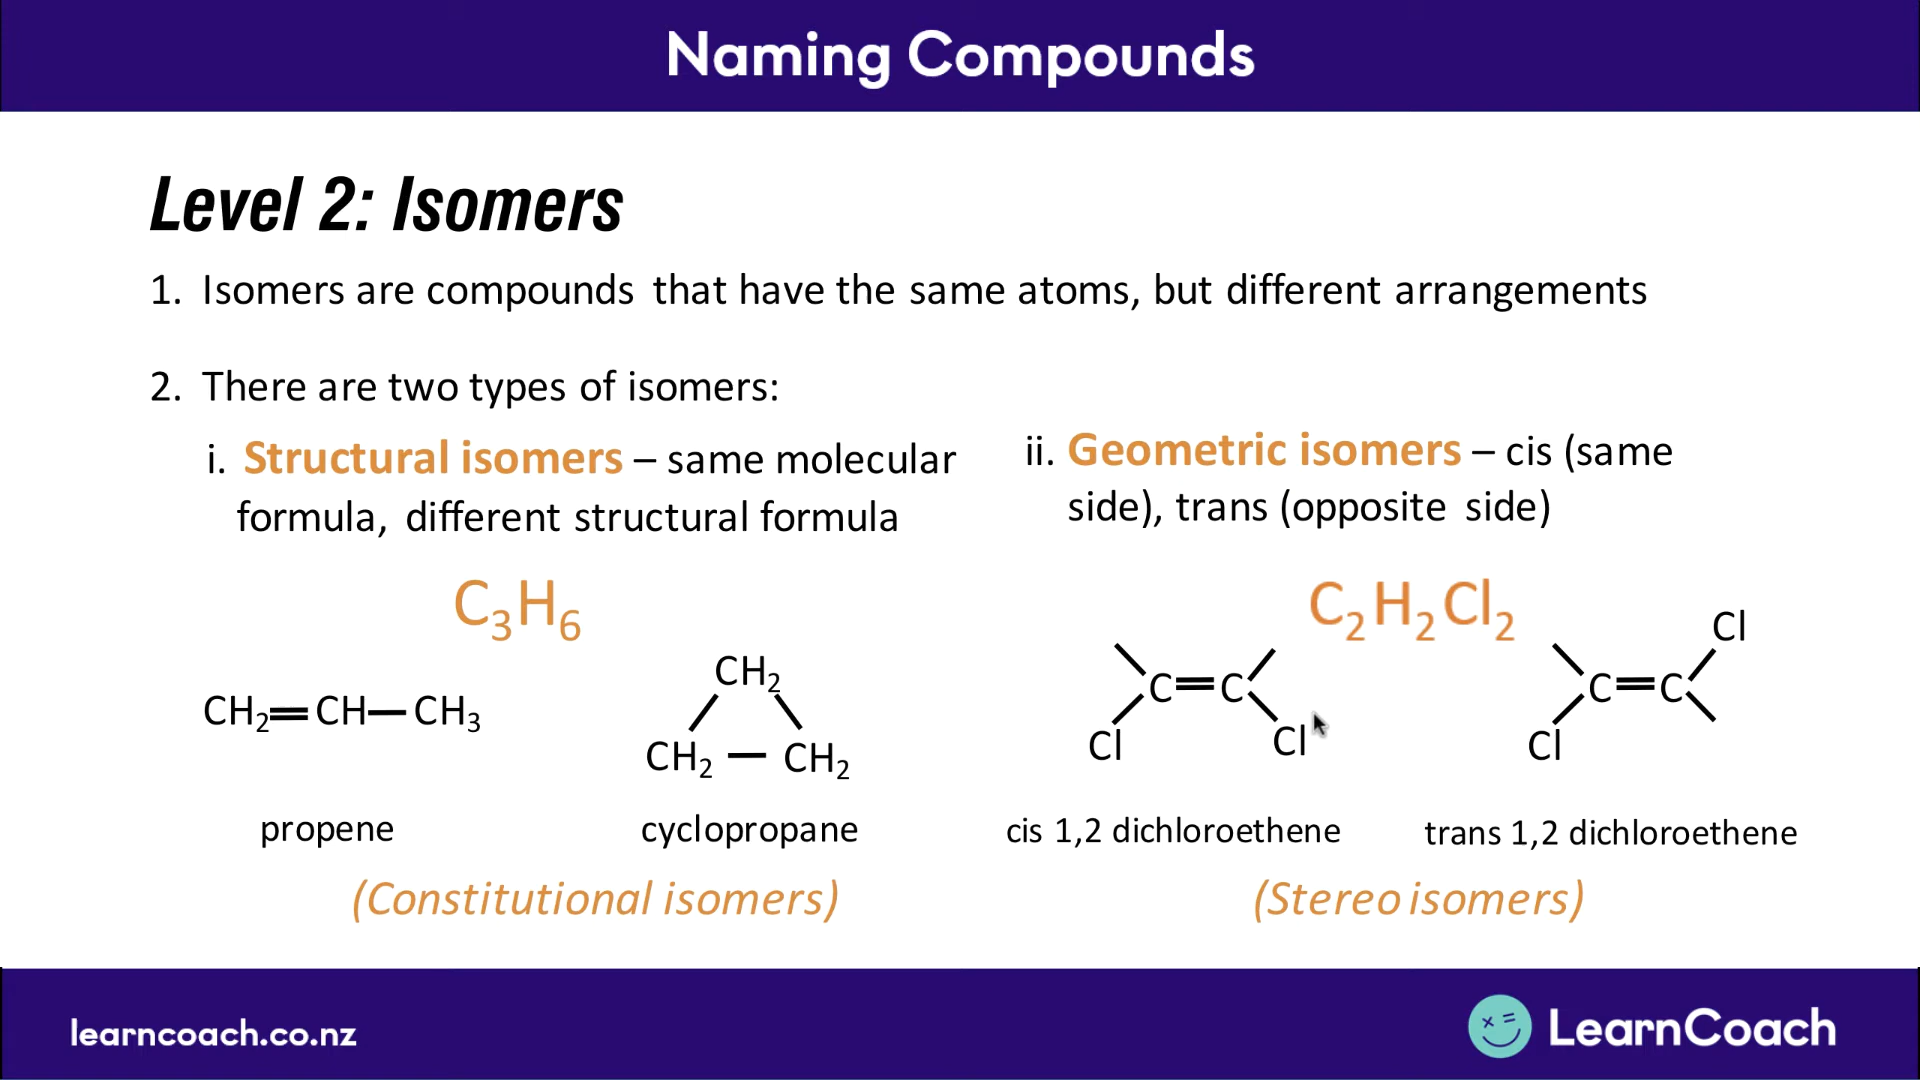 Naming Compounds
Level 2: Isomers
1. Isomers are compounds that have the same atoms, but different arrangements
2. There are two types of isomers:
i. Structural isomers – same molecular
formula, different structural formula
ii. Geometric isomers – cis (same
side), trans (opposite side)
C₃H₆
CH₂=CH—CH₃
CH₂
CH₂ — CH₂
propene
cyclopropane
(Constitutional isomers)
C₂H₂Cl₂
C=C
Cl
Cl
Cl
C=C
Cl
cis 1,2 dichloroethene
trans 1,2 dichloroethene
(Stereo isomers)
learncoach.co.nz
LearnCoach